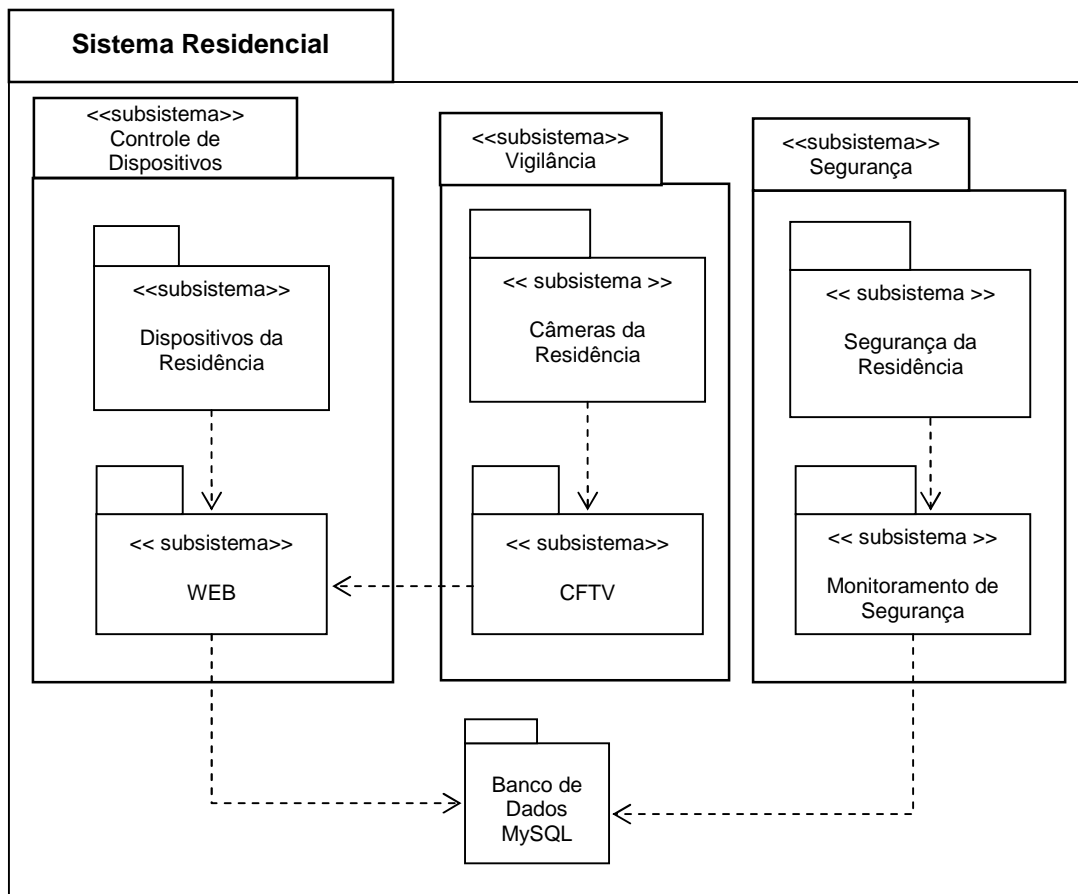 Sistema Residencial
<<subsistema>>
Controle de
Dispositivos
<<subsistema>>
Vigilância
<<subsistema>>
Segurança
<<subsistema>>
Dispositivos da
Residência
<< subsistema >>
Câmeras da
Residência
<< subsistema >>
Segurança da
Residência
<< subsistema>>
WEB
<< subsistema>>
CFTV
<< subsistema >>
Monitoramento de
Segurança
Banco de
Dados
MySQL